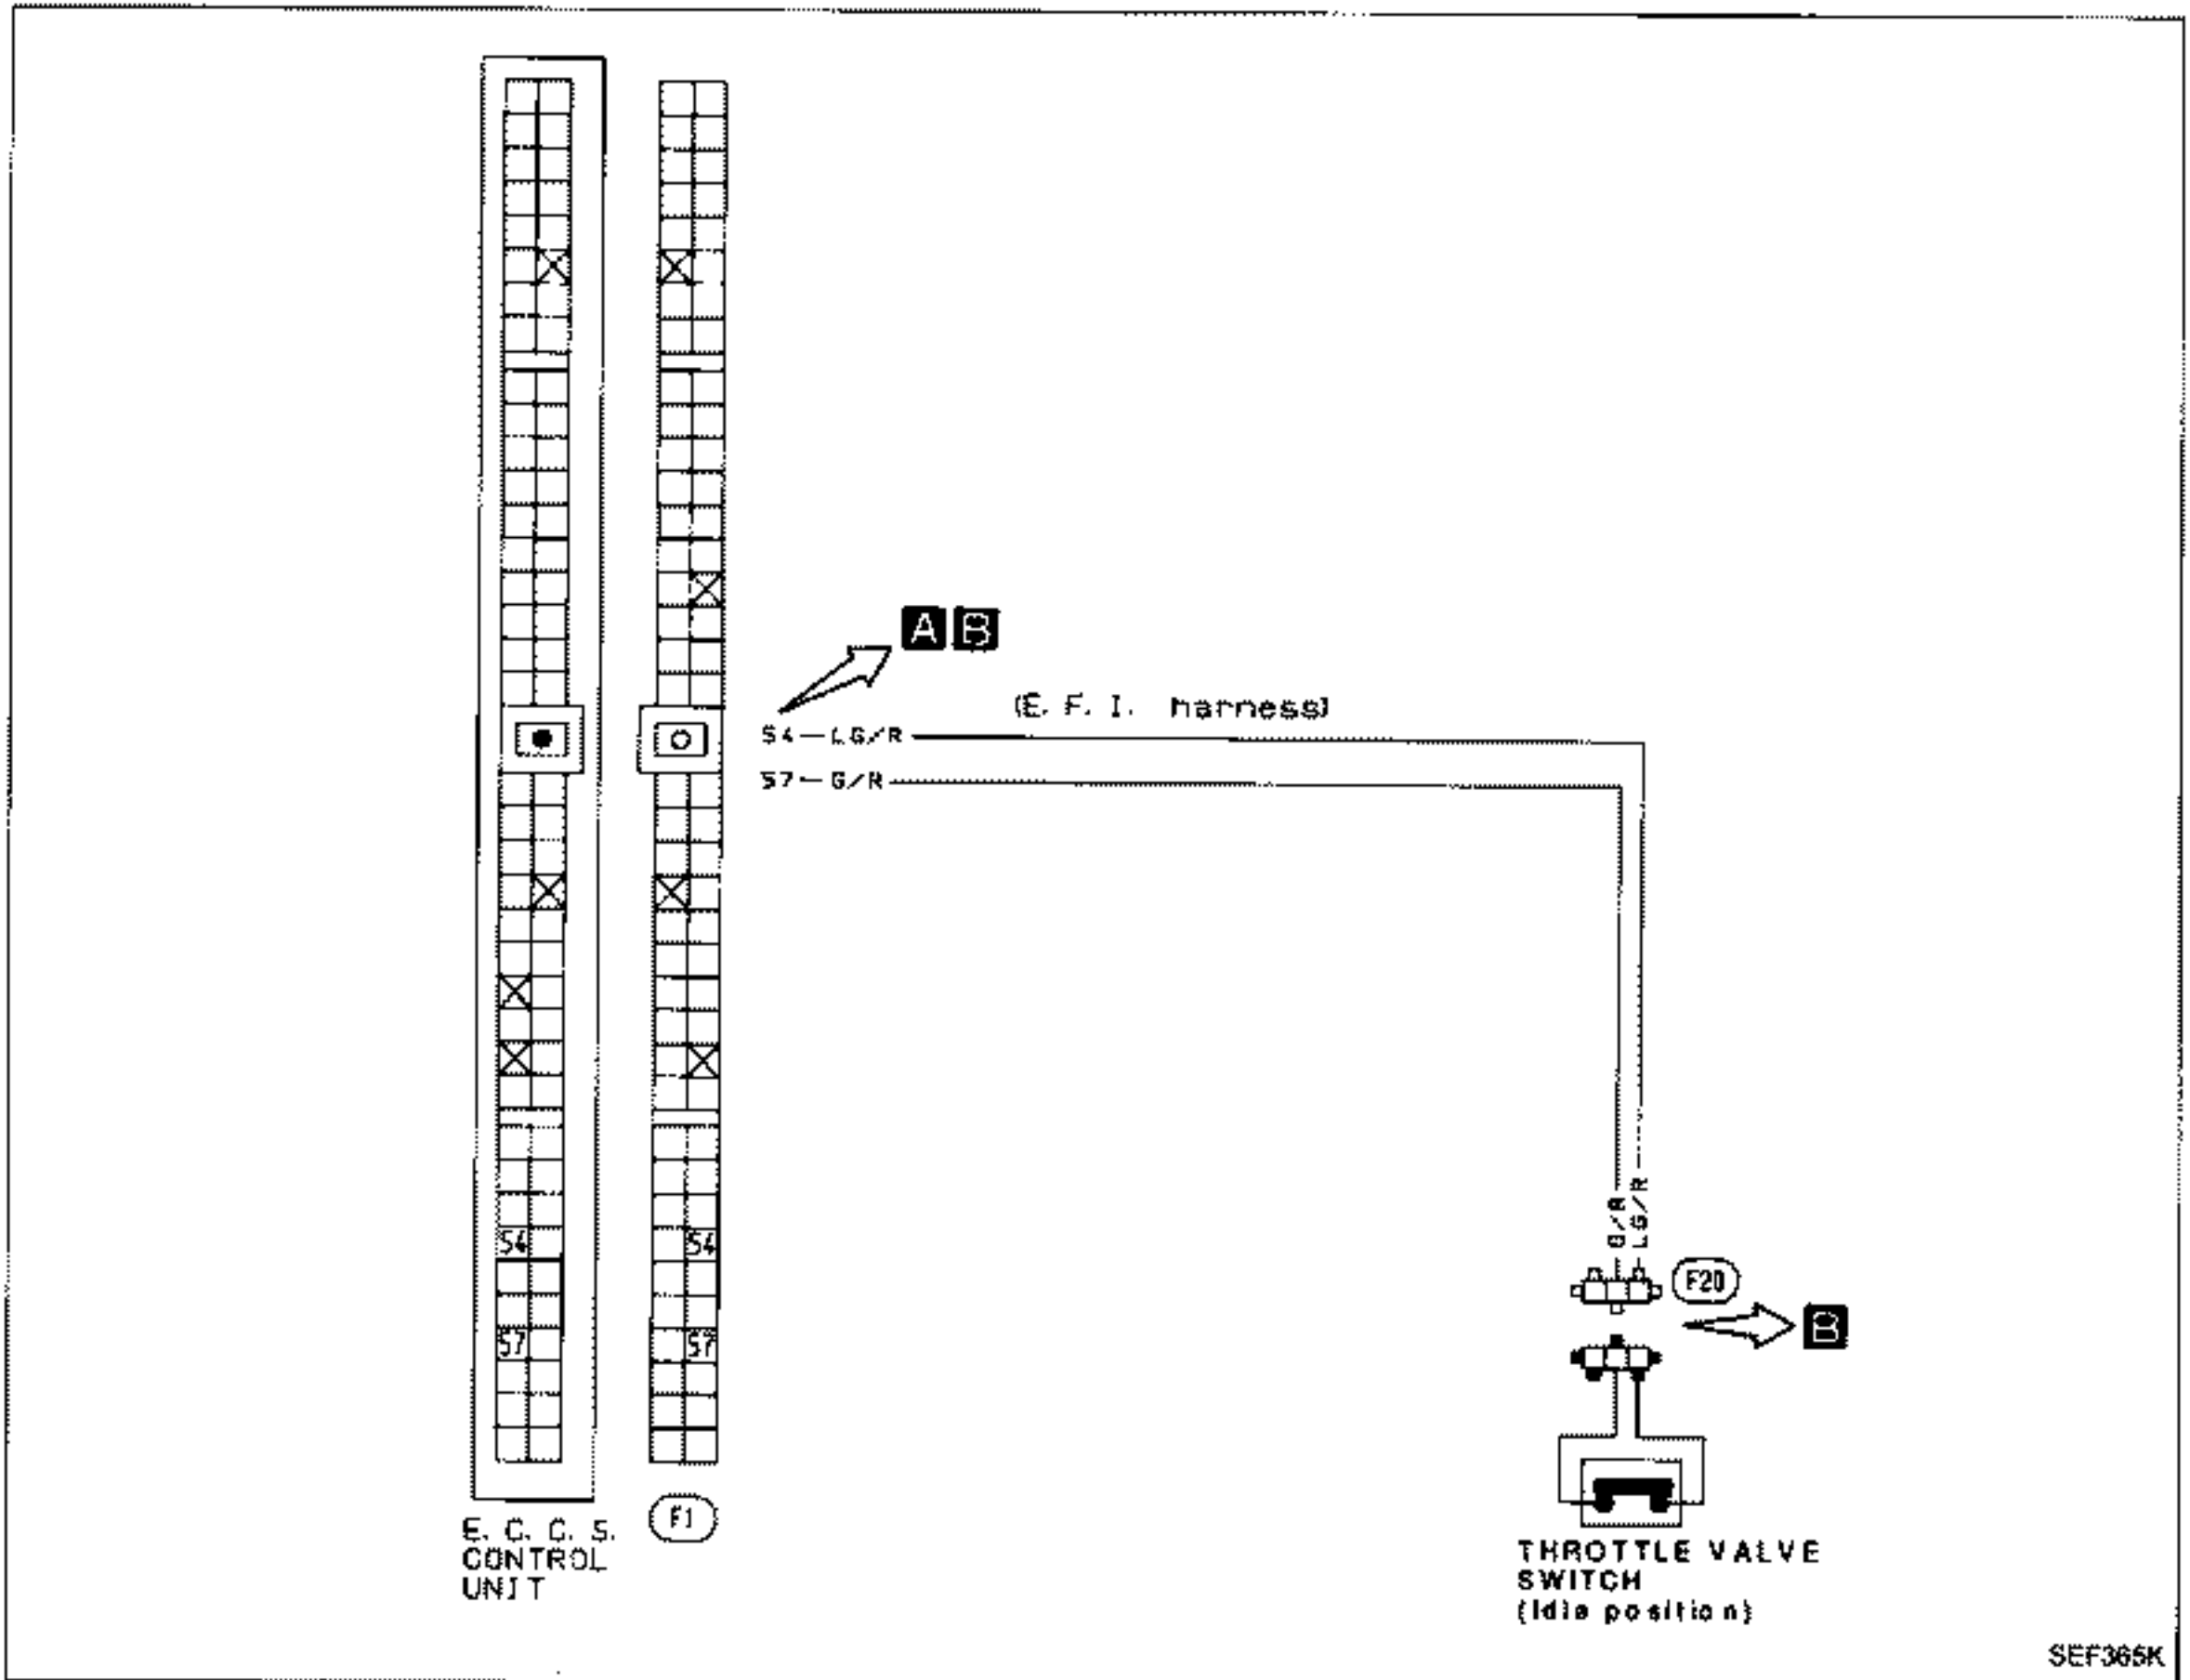 A B
(E. F. I. harness)
54—LG/R
57—G/R
G/R
LG/R
54
54
57
57
F20
B
E. C. C. S.
CONTROL
UNIT
F1
THROTTLE VALVE
SWITCH
(Idle position)
SEF365K